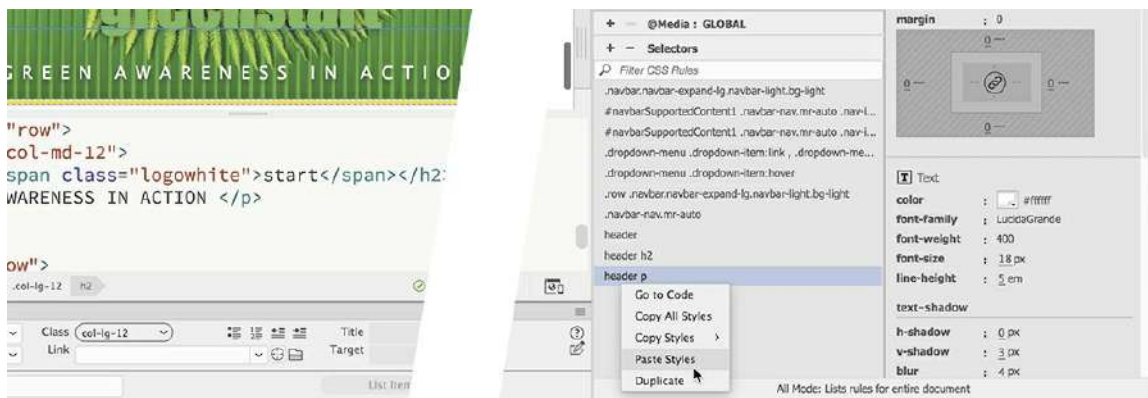 greenstart
GREEN AWARENESS IN ACTIO
"row">
col-md-12">
span class="logowhite">start</span></h2>
WARENESS IN ACTION </p>
ow">
.col-lg-12 h2
Class col-lg-12 Title
Link Target
List Item
+ − @Media : GLOBAL
+ − Selectors
Filter CSS Rules
.navbar.navbar-expand-lg.navbar-light.bg-light
#navbarSupportedContent1 .navbar-nav.mr-auto .nav-l...
#navbarSupportedContent1 .navbar-nav.mr-auto .nav-i...
.dropdown-menu .dropdown-item:link , .dropdown-me...
.dropdown-menu .dropdown-item:hover
.row .navbar.navbar-expand-lg.navbar-light.bg-light
.navbar-nav.mr-auto
header
header h2
header p
Go to Code
Copy All Styles
Copy Styles >
Paste Styles
Duplicate
margin : 0
0
0 0
0
T Text
color : #ffffff
font-family : LucidaGrande
font-weight : 400
font-size : 18 px
line-height : 5 em
text-shadow
h-shadow : 0 px
v-shadow : 3 px
blur : 4 px
All Mode: Lists rules for entire document